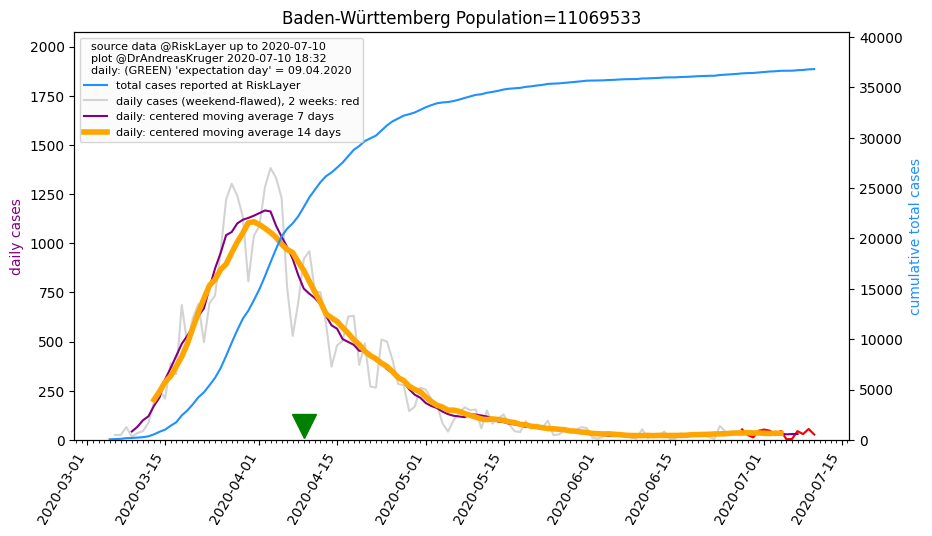 Baden-Württemberg Population=11069533
source data @RiskLayer up to 2020-07-10
plot @DrAndreasKruger 2020-07-10 18:32
daily: (GREEN) 'expectation day' = 09.04.2020
total cases reported at RiskLayer
daily cases (weekend-flawed), 2 weeks: red
daily: centered moving average 7 days
daily: centered moving average 14 days
daily cases
2000
1750
1500
1250
1000
750
500
250
0
40000
35000
30000
25000
20000
15000
10000
5000
0
cumulative total cases
2020-03-01
2020-03-15
2020-04-01
2020-04-15
2020-05-01
2020-05-15
2020-06-01
2020-06-15
2020-07-01
2020-07-15